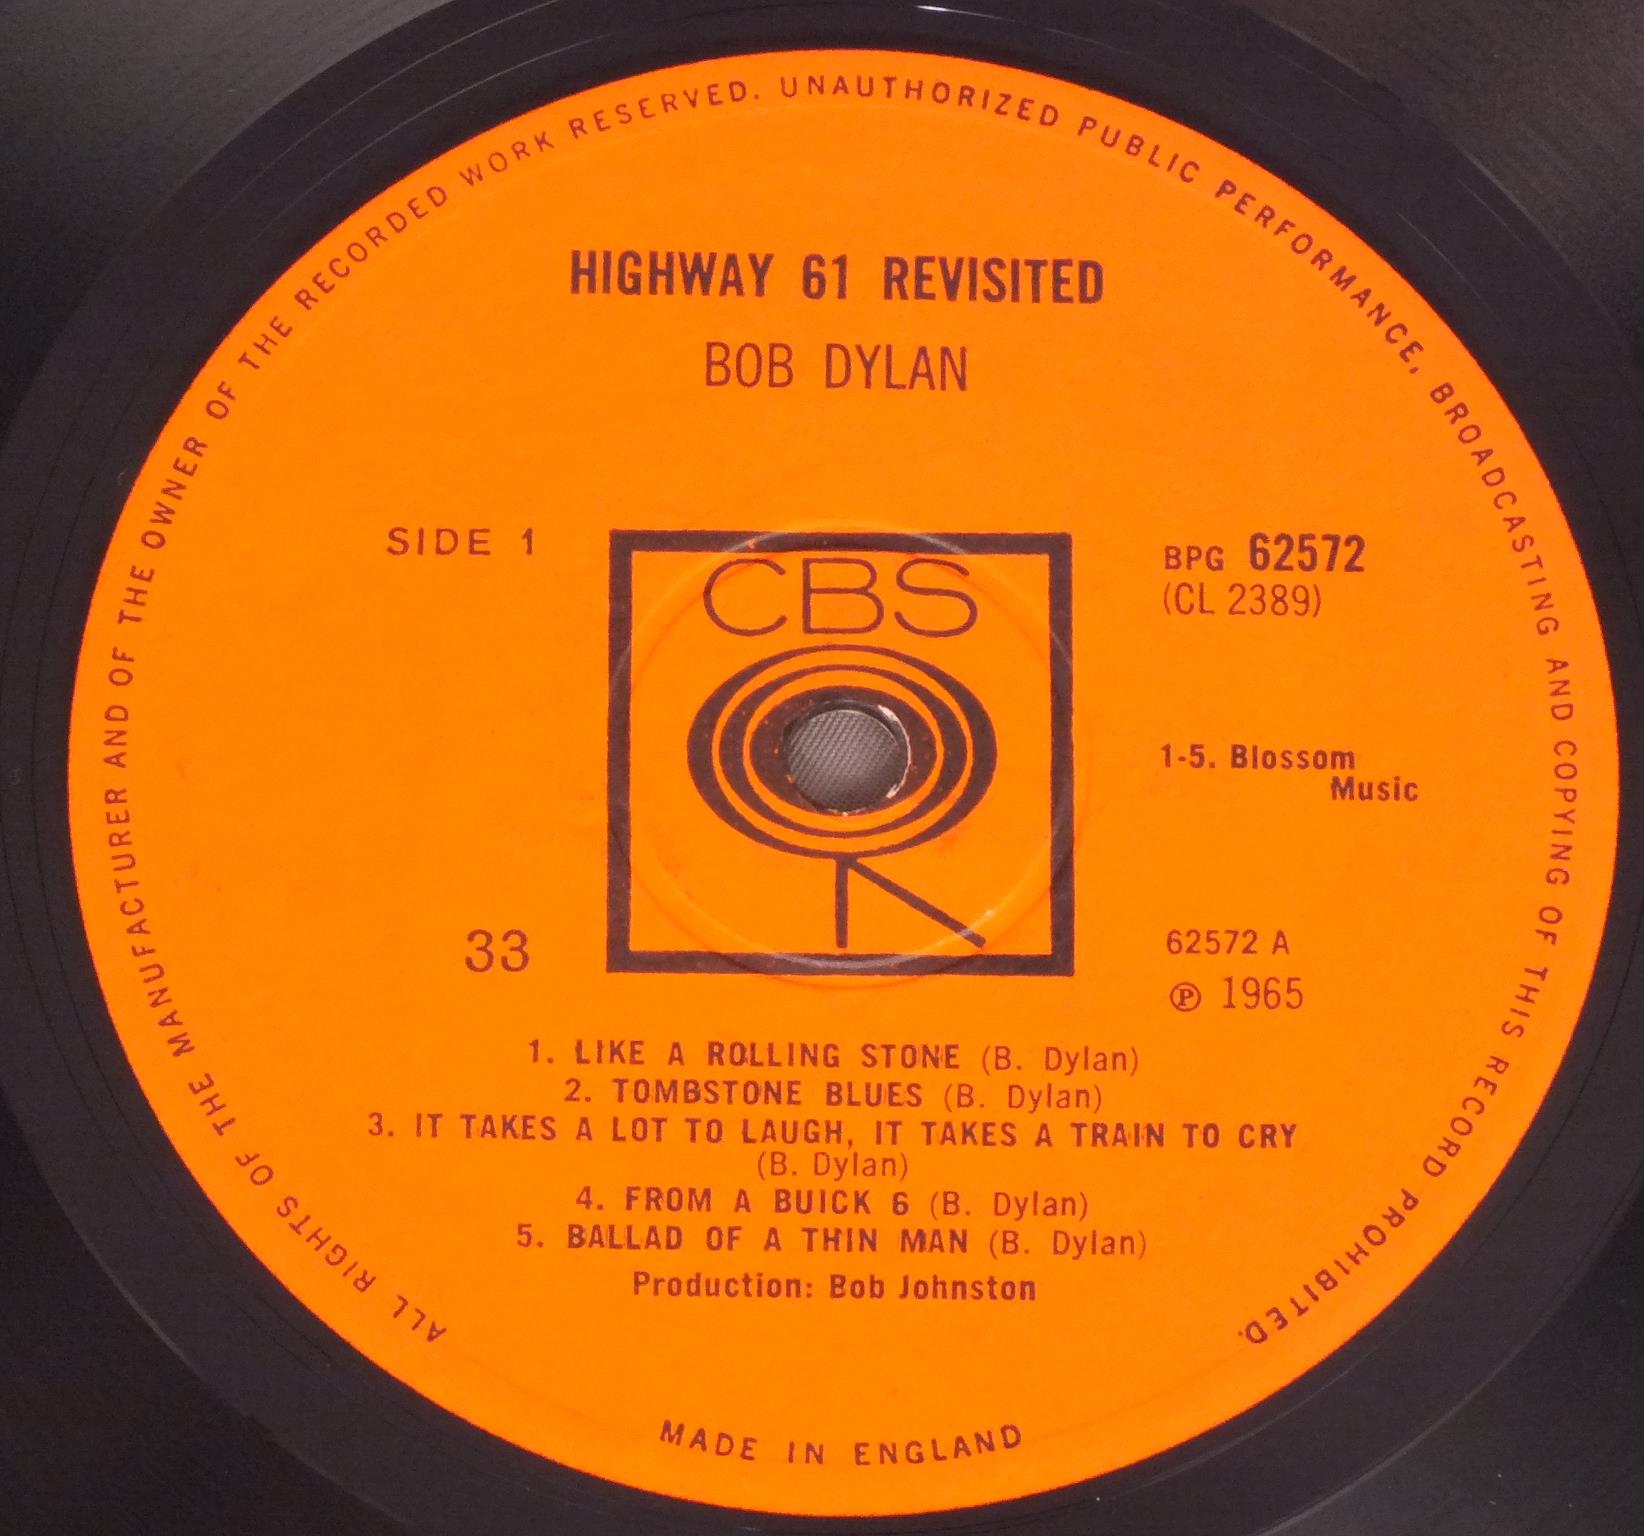 ALL RIGHTS OF THE MANUFACTURER AND OF THE OWNER OF THE RECORDED WORK RESERVED. UNAUTHORIZED PUBLIC PERFORMANCE, BROADCASTING AND COPYING OF THIS RECORD PROHIBITED.
HIGHWAY 61 REVISITED
BOB DYLAN
SIDE 1
CBS
BPG 62572
(CL 2389)
1-5. Blossom
Music
33
62572 A
℗ 1965
1. LIKE A ROLLING STONE (B. Dylan)
2. TOMBSTONE BLUES (B. Dylan)
3. IT TAKES A LOT TO LAUGH, IT TAKES A TRAIN TO CRY
(B. Dylan)
4. FROM A BUICK 6 (B. Dylan)
5. BALLAD OF A THIN MAN (B. Dylan)
Production: Bob Johnston
MADE IN ENGLAND